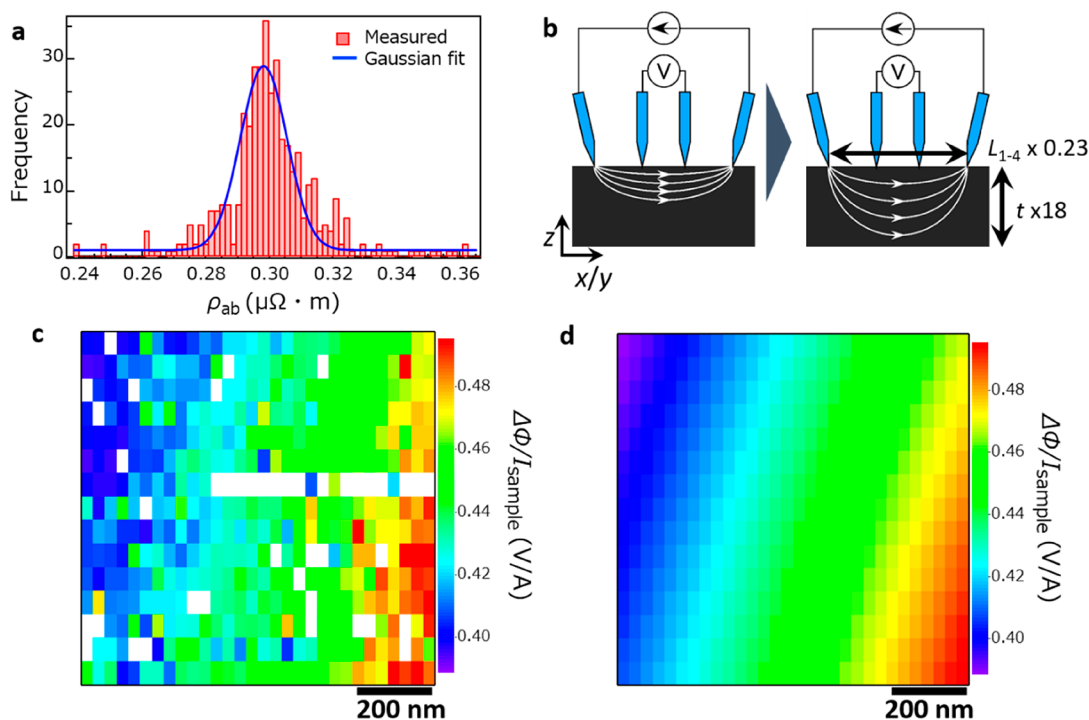 a
Measured
Gaussian fit
Frequency
30
20
10
0
0.24
0.26
0.28
0.30
0.32
0.34
0.36
ρab (μΩ · m)
b
V
V
L1-4 x 0.23
t x18
z
x/y
c
0.48
0.46
0.44
0.42
0.40
ΔΦ/Isample (V/A)
200 nm
d
0.48
0.46
0.44
0.42
0.40
ΔΦ/Isample (V/A)
200 nm